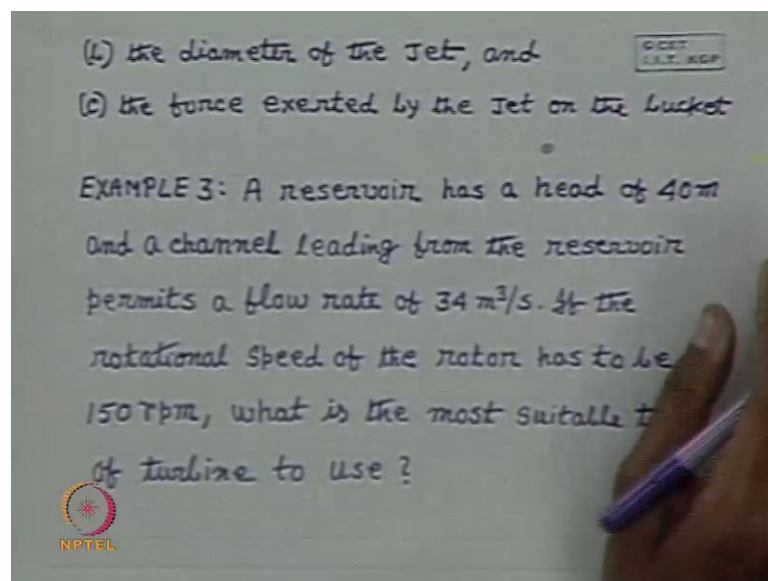 (b) the diameter of the Jet, and
C CET
I.I.T. KGP
(c) the force exerted by the Jet on the bucket
EXAMPLE 3: A reservoir has a head of 40m
and a channel leading from the reservoir
permits a flow rate of 34 m³/s. If the
rotational speed of the rotor has to be
150 rpm, what is the most suitable t
of turbine to use?
NPTEL